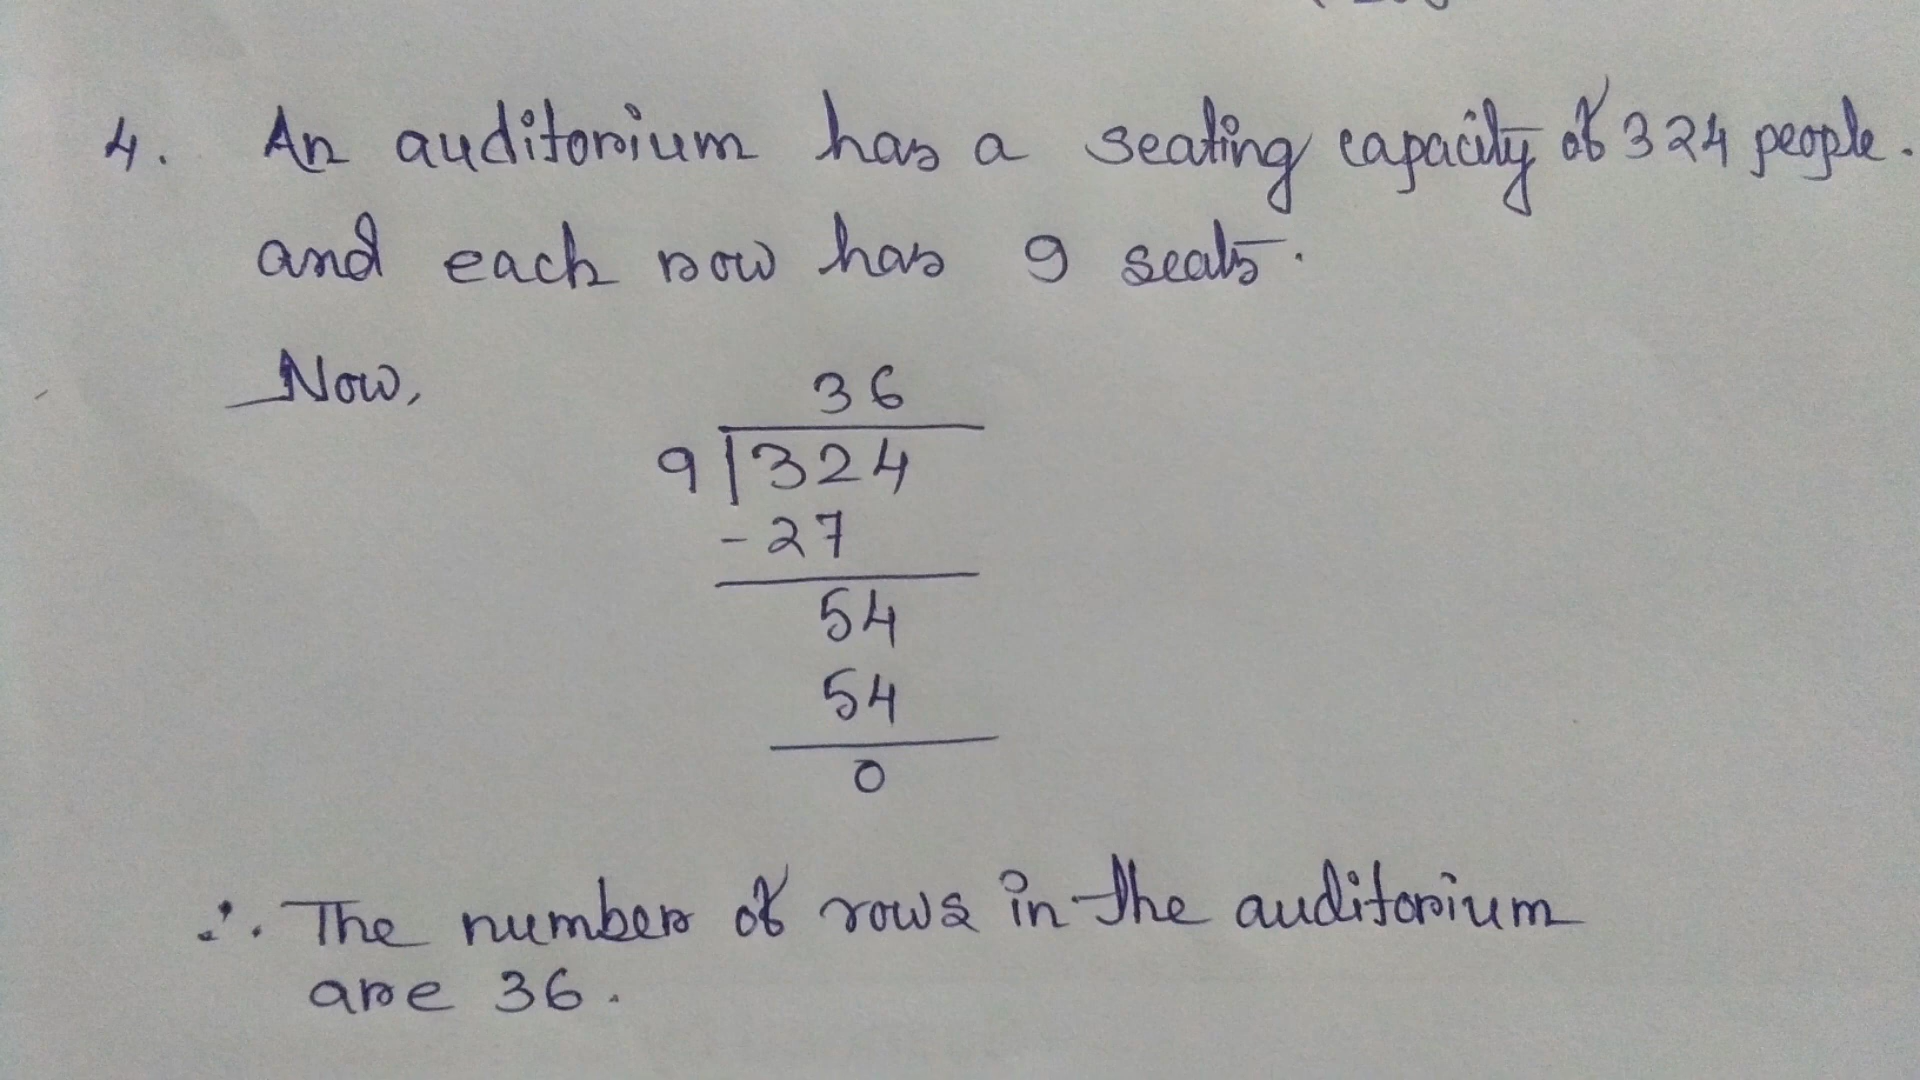 4. An auditorium has a seating capacity of 324 people.
and each row has 9 seats.
Now,
36
9 324
- 27
54
54
0
∴ The number of rows in the auditorium
are 36.